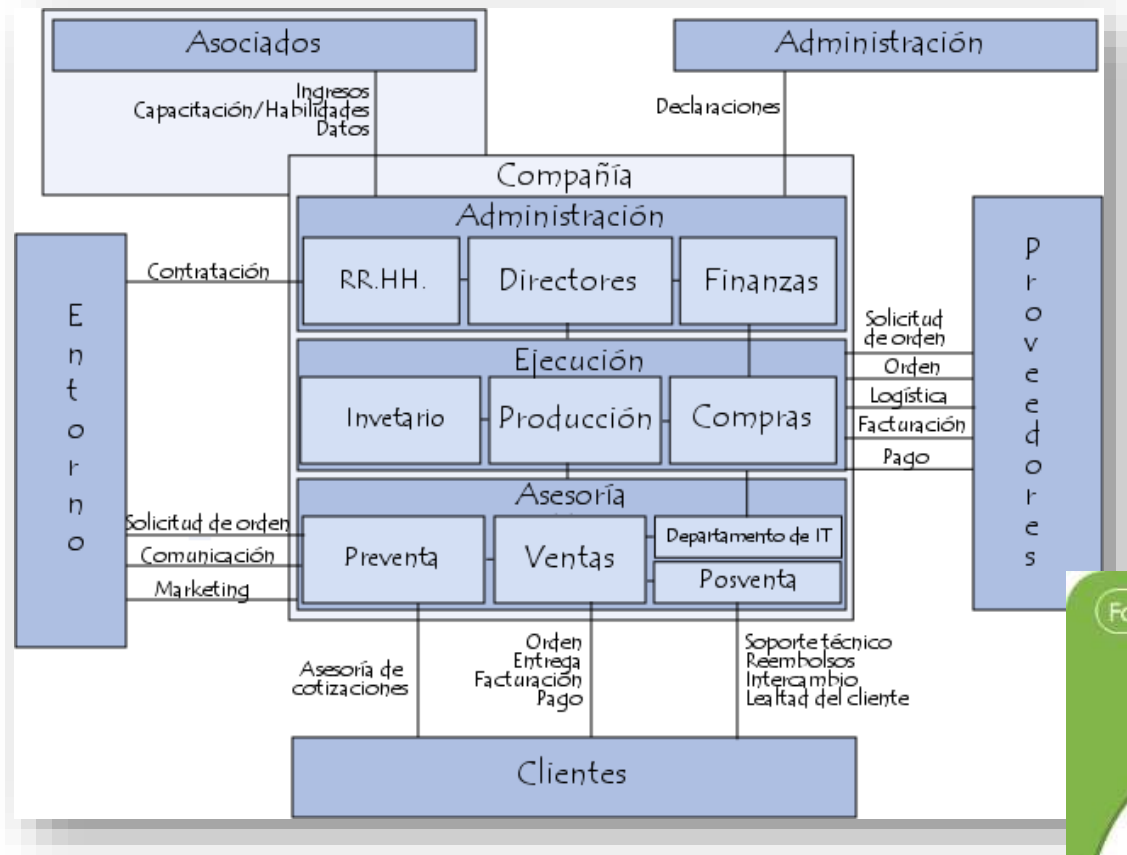 Asociados
Administración
Ingresos
Capacitación/Habilidades
Datos
Declaraciones
Compañía
Administración
RR.HH.
Directores
Finanzas
Contratación
Entorno
Proveedores
Solicitud
de orden
Orden
Logística
Facturación
Pago
Ejecución
Invetario
Producción
Compras
Asesoría
Preventa
Ventas
Departamento de IT
Posventa
Solicitud de orden
Comunicación
Marketing
Asesoría de
cotizaciones
Orden
Entrega
Facturación
Pago
Soporte técnico
Reembolsos
Intercambio
Lealtad del cliente
Clientes